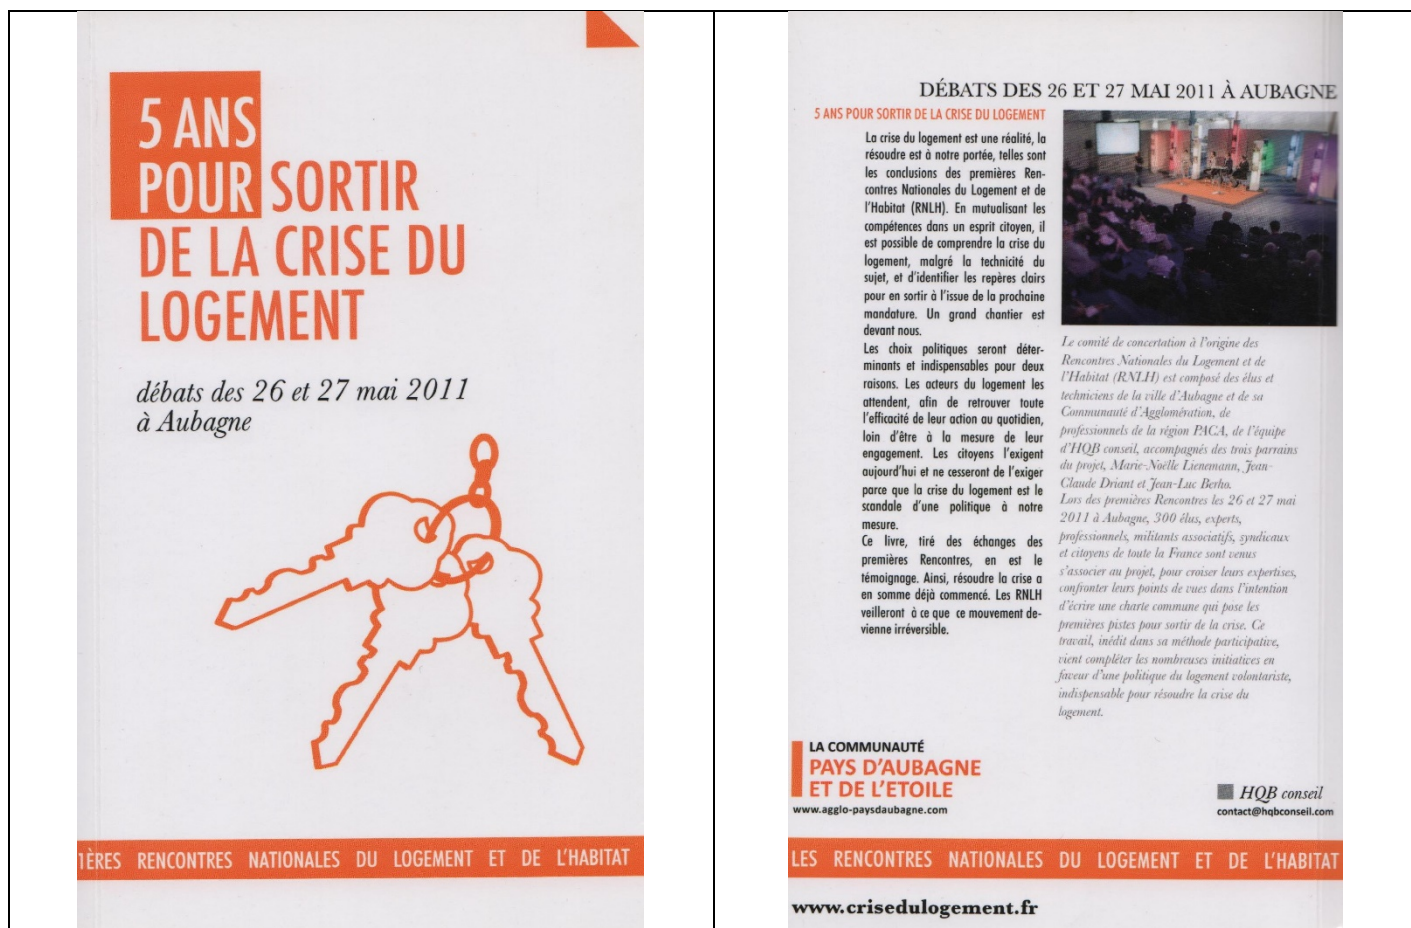 5 ANS
POUR SORTIR
DE LA CRISE DU
LOGEMENT
débats des 26 et 27 mai 2011
à Aubagne
1ÈRES RENCONTRES NATIONALES DU LOGEMENT ET DE L'HABITAT
DÉBATS DES 26 ET 27 MAI 2011 À AUBAGNE
5 ANS POUR SORTIR DE LA CRISE DU LOGEMENT
La crise du logement est une réalité, la
résoudre est à notre portée, telles sont
les conclusions des premières Ren-
contres Nationales du Logement et de
l'Habitat (RNLH). En mutualisant les
compétences dans un esprit citoyen, il
est possible de comprendre la crise du
logement, malgré la technicité du
sujet, et d'identifier les repères clairs
pour en sortir à l'issue de la prochaine
mandature. Un grand chantier est
devant nous.
Les choix politiques seront déter-
minants et indispensables pour deux
raisons. Les acteurs du logement les
attendent, afin de retrouver toute
l'efficacité de leur action au quotidien,
loin d'être à la mesure de leur
engagement. Les citoyens l'exigent
aujourd'hui et ne cesseront de l'exiger
parce que la crise du logement est le
scandale d'une politique à notre
mesure.
Ce livre, tiré des échanges des
premières Rencontres, en est le
témoignage. Ainsi, résoudre la crise a
en somme déjà commencé. Les RNLH
veilleront à ce que ce mouvement de-
vienne irréversible.
Le comité de concertation à l'origine des
Rencontres Nationales du Logement et de
l'Habitat (RNLH) est composé des élus et
techniciens de la ville d'Aubagne et de sa
Communauté d'Agglomération, de
professionnels de la région PACA, de l'équipe
d'HQB conseil, accompagnés des trois parrains
du projet, Marie-Noëlle Lienemann, Jean-
Claude Driant et Jean-Luc Berho.
Lors des premières Rencontres les 26 et 27 mai
2011 à Aubagne, 300 élus, experts,
professionnels, militants associatifs, syndicaux
et citoyens de toute la France sont venus
s'associer au projet, pour croiser leurs expertises,
confronter leurs points de vues dans l'intention
d'écrire une charte commune qui pose les
premières pistes pour sortir de la crise. Ce
travail, inédit dans sa méthode participative,
vient compléter les nombreuses initiatives en
faveur d'une politique du logement volontariste,
indispensable pour résoudre la crise du
logement.
LA COMMUNAUTÉ
PAYS D'AUBAGNE
ET DE L'ETOILE
www.agglo-paysdaubagne.com
HQB conseil
contact@hqbconseil.com
LES RENCONTRES NATIONALES DU LOGEMENT ET DE L'HABITAT
www.crisedulogement.fr